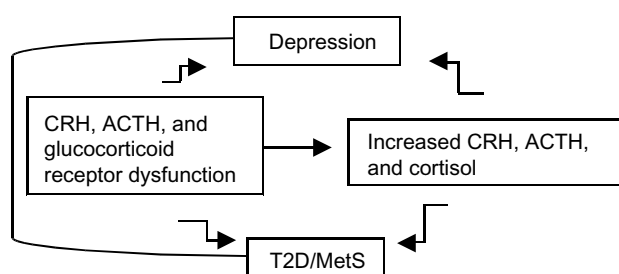 Depression
CRH, ACTH, and
glucocorticoid
receptor dysfunction
Increased CRH, ACTH,
and cortisol
T2D/MetS